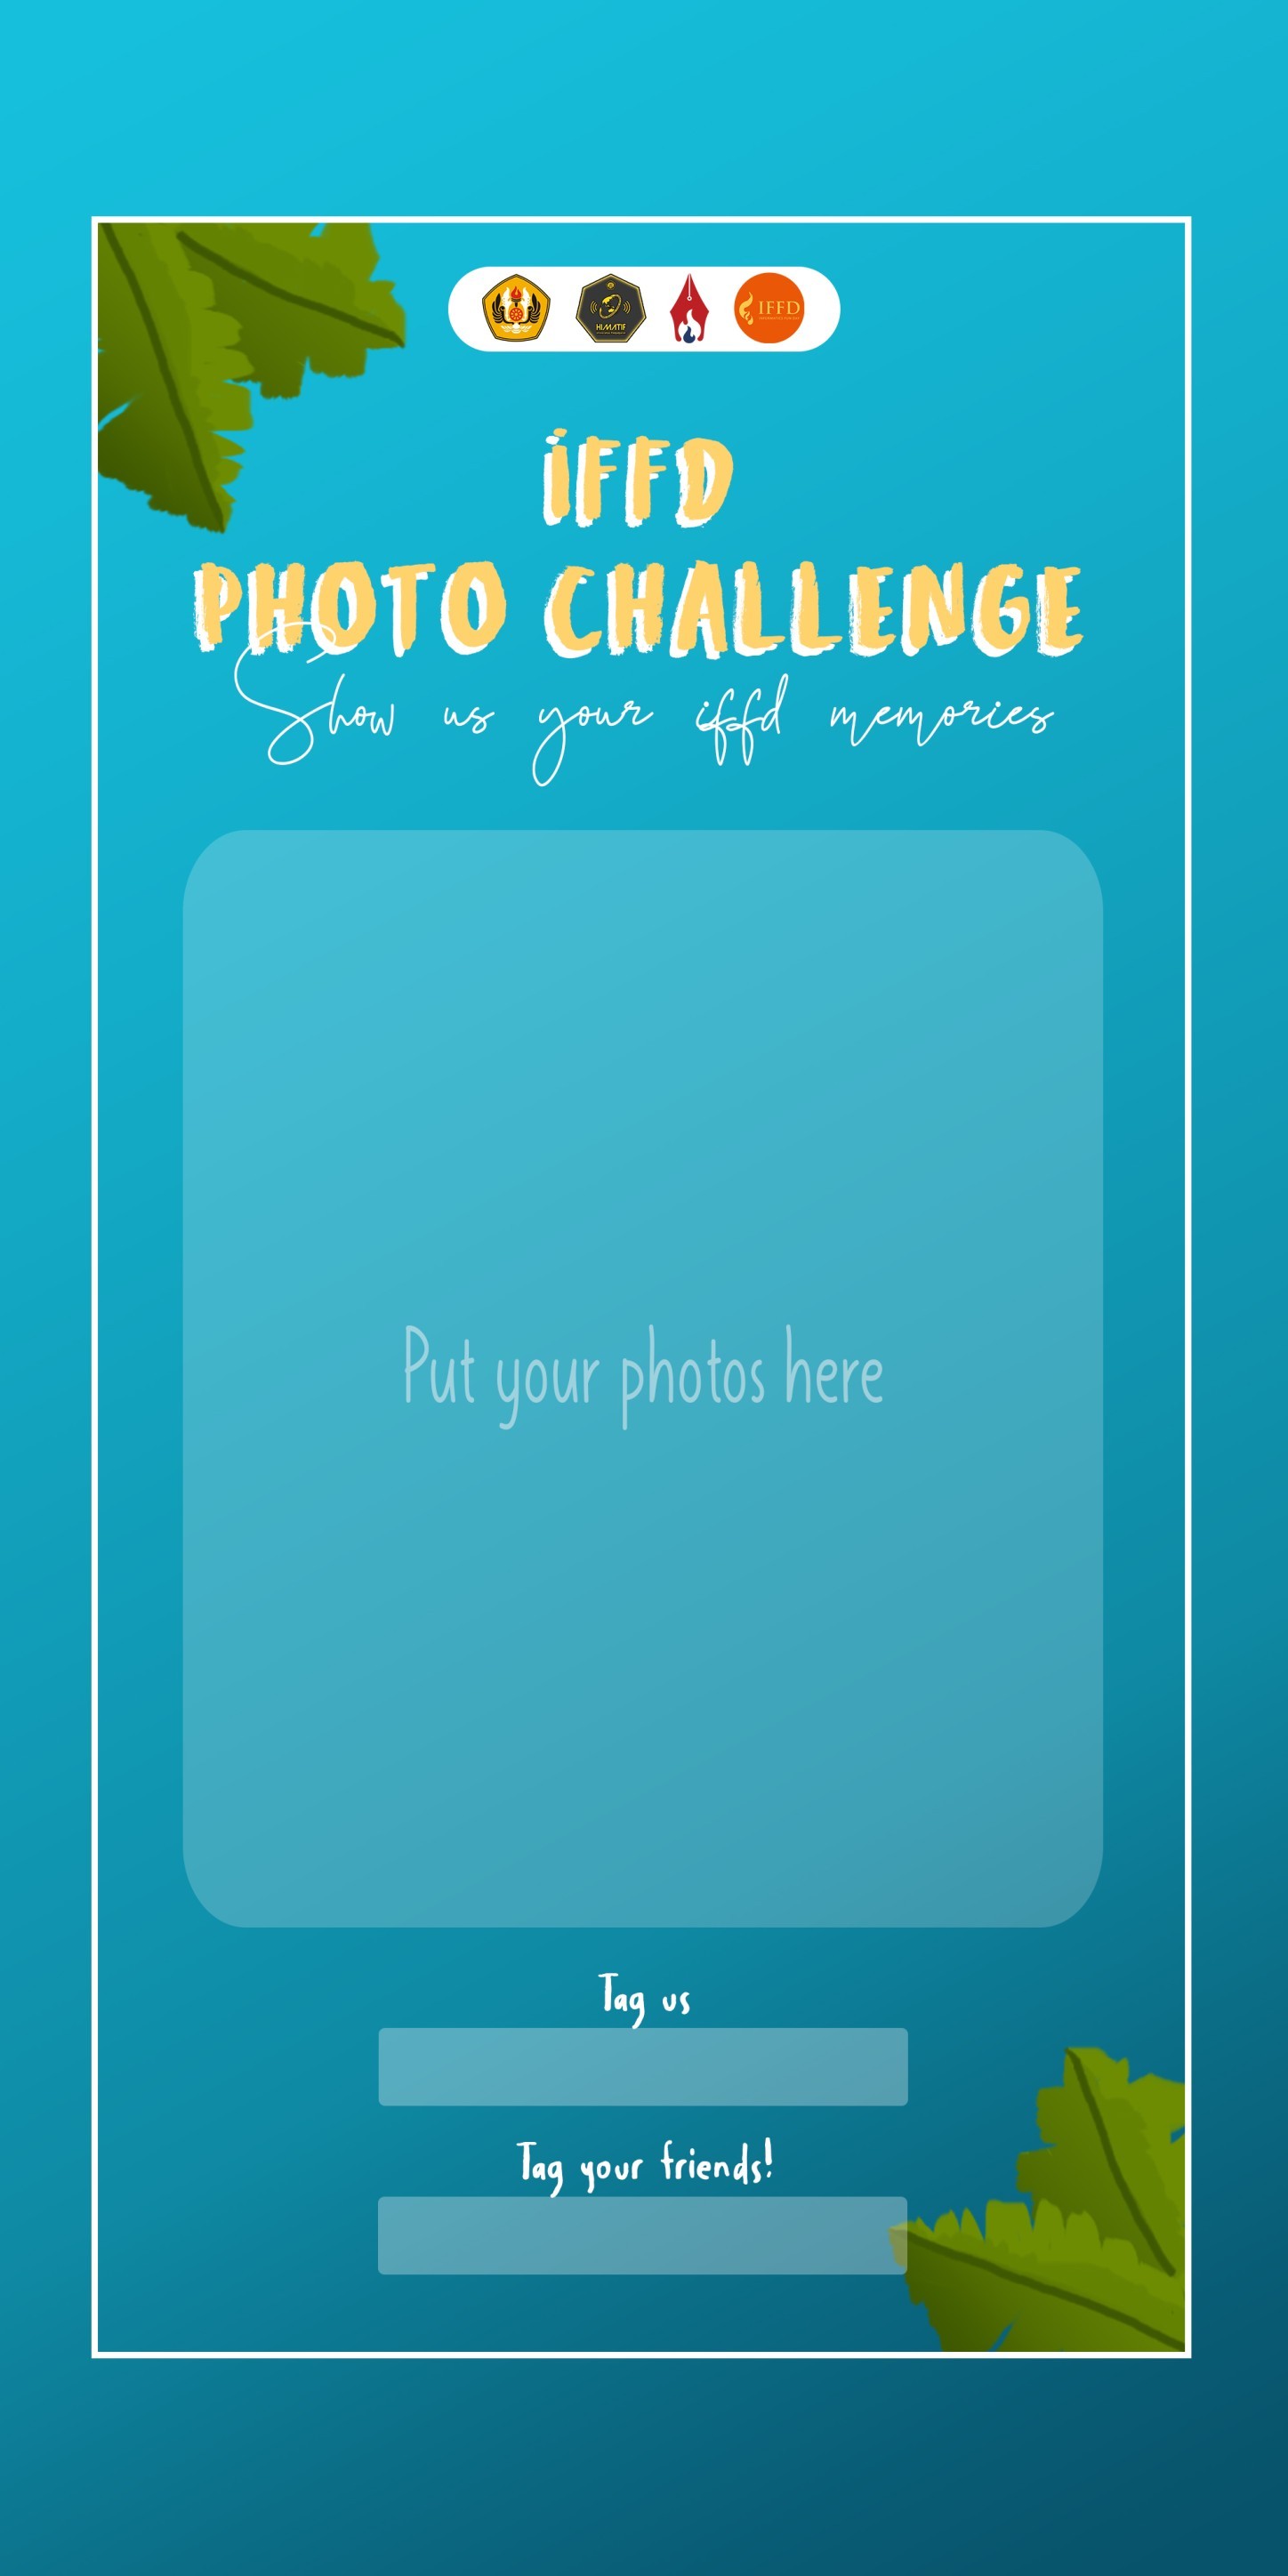 HIMATIF
IFFD
iFFD
PHOTO CHALLENGE
Show us your iffd memories
Put your photos here
Tag us
Tag your friends!